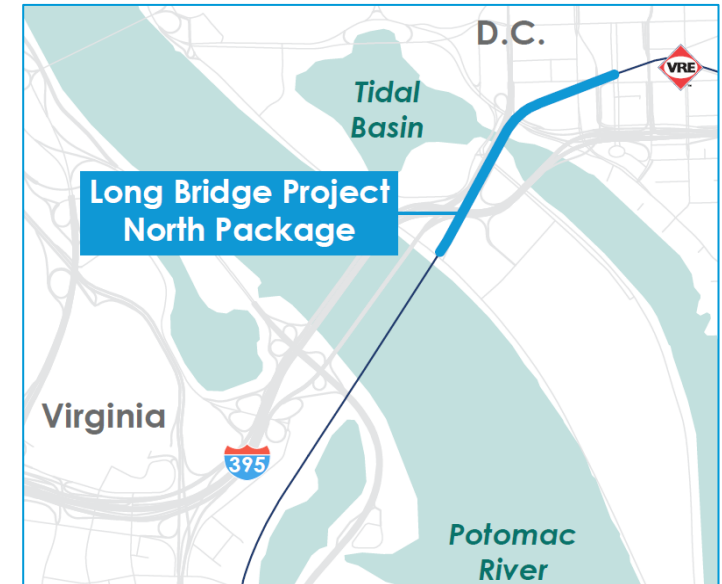 D.C.
VRE
Tidal
Basin
Long Bridge Project
North Package
Virginia
395
Potomac
River